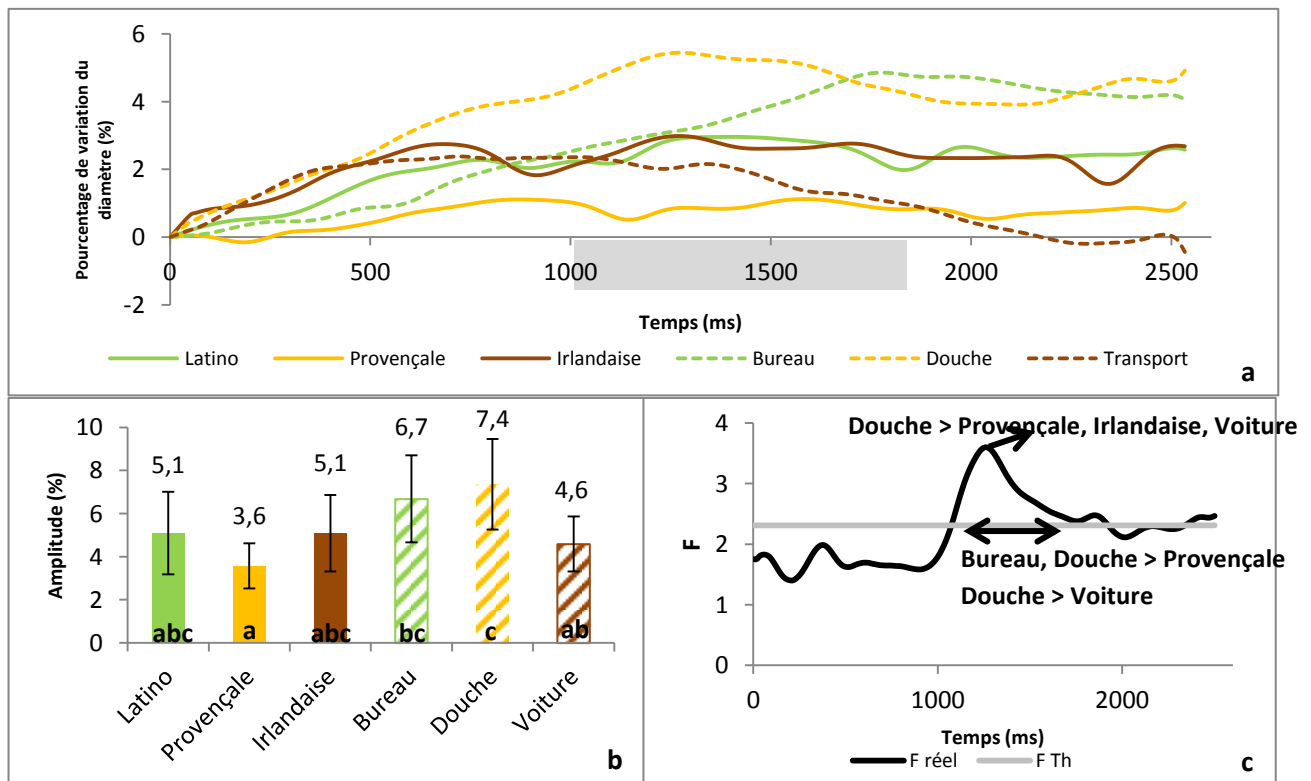 Pourcentage de variation du
diamètre (%)
6
4
2
0
-2
0 500 1000 1500 2000 2500
Temps (ms)
Latino Provençale Irlandaise Bureau Douche Transport
a
Amplitude (%)
10
8
6
4
2
0
5,1 3,6 5,1 6,7 7,4 4,6
abc a abc bc c ab
Latino Provençale Irlandaise Bureau Douche Voiture
b
F
4
3
2
1
0
Douche > Provençale, Irlandaise, Voiture
Bureau, Douche > Provençale
Douche > Voiture
0 1000 2000
Temps (ms)
F réel F Th
c